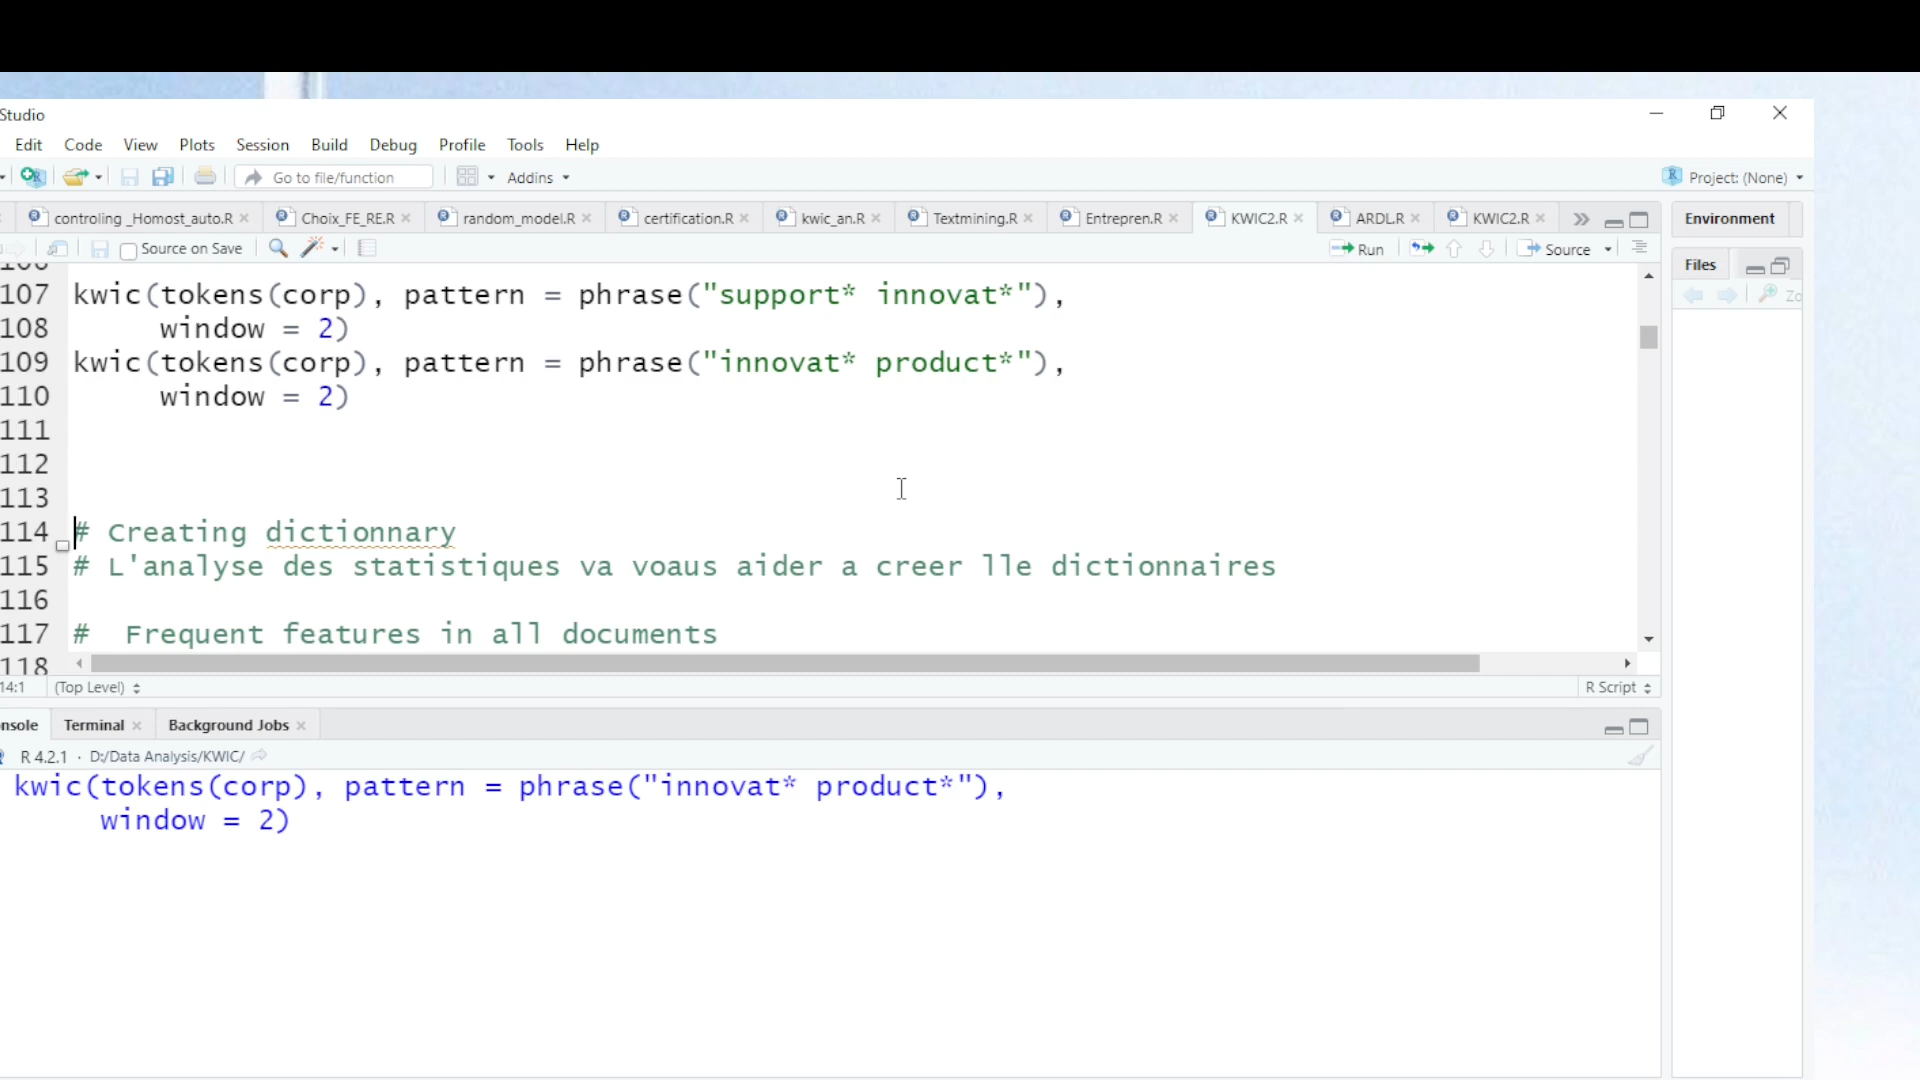 Studio
Edit Code View Plots Session Build Debug Profile Tools Help
Go to file/function Addins Project: (None)
controling _Homost_auto.R Choix_FE_RE.R random_model.R certification.R kwic_an.R Textmining.R Entrepren.R KWIC2.R ARDL.R KWIC2.R Environment
Source on Save Run Source
Files
106
107 kwic(tokens(corp), pattern = phrase("support* innovat*"),
108 window = 2)
109 kwic(tokens(corp), pattern = phrase("innovat* product*"),
110 window = 2)
111
112
113
114 # Creating dictionnary
115 # L'analyse des statistiques va voaus aider a creer lle dictionnaires
116
117 # Frequent features in all documents
118
14:1 (Top Level) R Script
nsole Terminal Background Jobs
R 4.2.1 · D:/Data Analysis/KWIC/
kwic(tokens(corp), pattern = phrase("innovat* product*"),
window = 2)